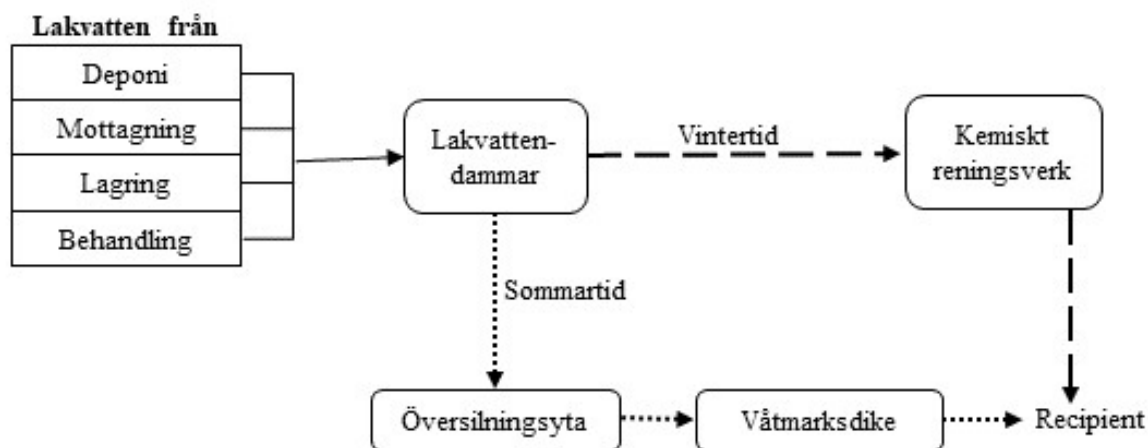 Lakvatten från
Deponi
Mottagning
Lagring
Behandling
Lakvatten-
dammar
Vintertid
Kemiskt
reningsverk
Sommartid
Översilningsyta
Våtmarksdike
Recipient